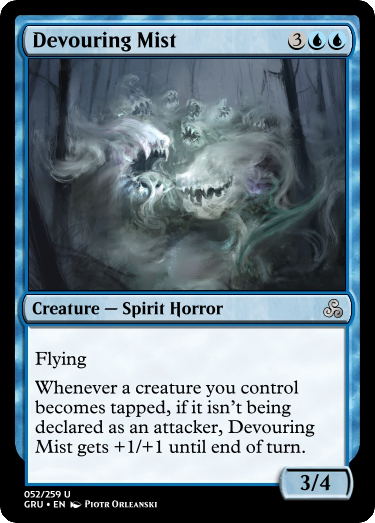 Devouring Mist 3
Creature — Spirit Horror
Flying
Whenever a creature you control
becomes tapped, if it isn't being
declared as an attacker, Devouring
Mist gets +1/+1 until end of turn.
3/4
052/259 U
GRU • EN Piotr Orleanski